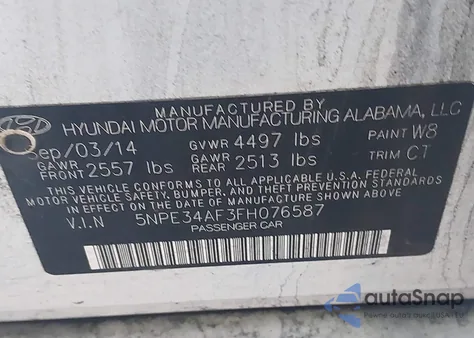 MANUFACTURED BY
HYUNDAI MOTOR MANUFACTURING ALABAMA, LLC
Sep/03/14 GVWR 4497 lbs PAINT W8
GAWR FRONT 2557 lbs GAWR REAR 2513 lbs TRIM CT
THIS VEHICLE CONFORMS TO ALL APPLICABLE U.S.A. FEDERAL
MOTOR VEHICLE SAFETY, BUMPER, AND THEFT PREVENTION STANDARDS
IN EFFECT ON THE DATE OF MANUFACTURE SHOWN ABOVE.
V.I.N 5NPE34AF3FH076587
PASSENGER CAR
autoSnap